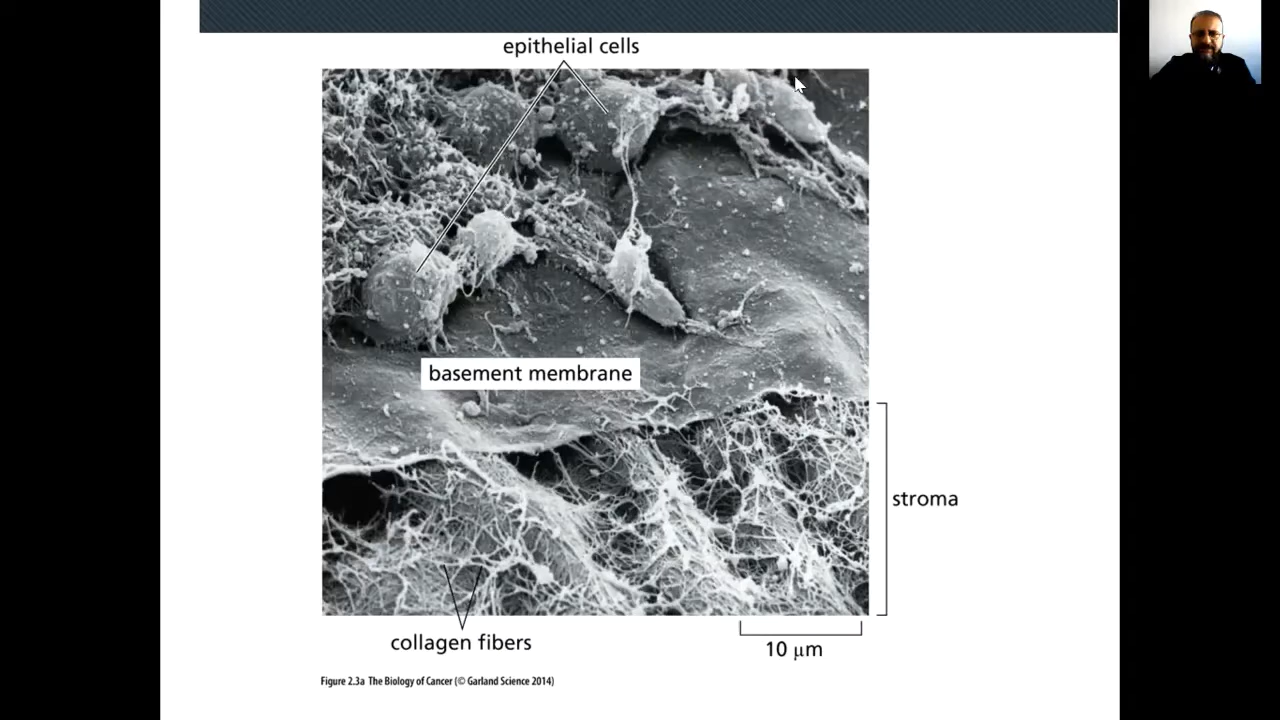 epithelial cells
basement membrane
stroma
collagen fibers
10 μm
Figure 2.3a The Biology of Cancer (© Garland Science 2014)